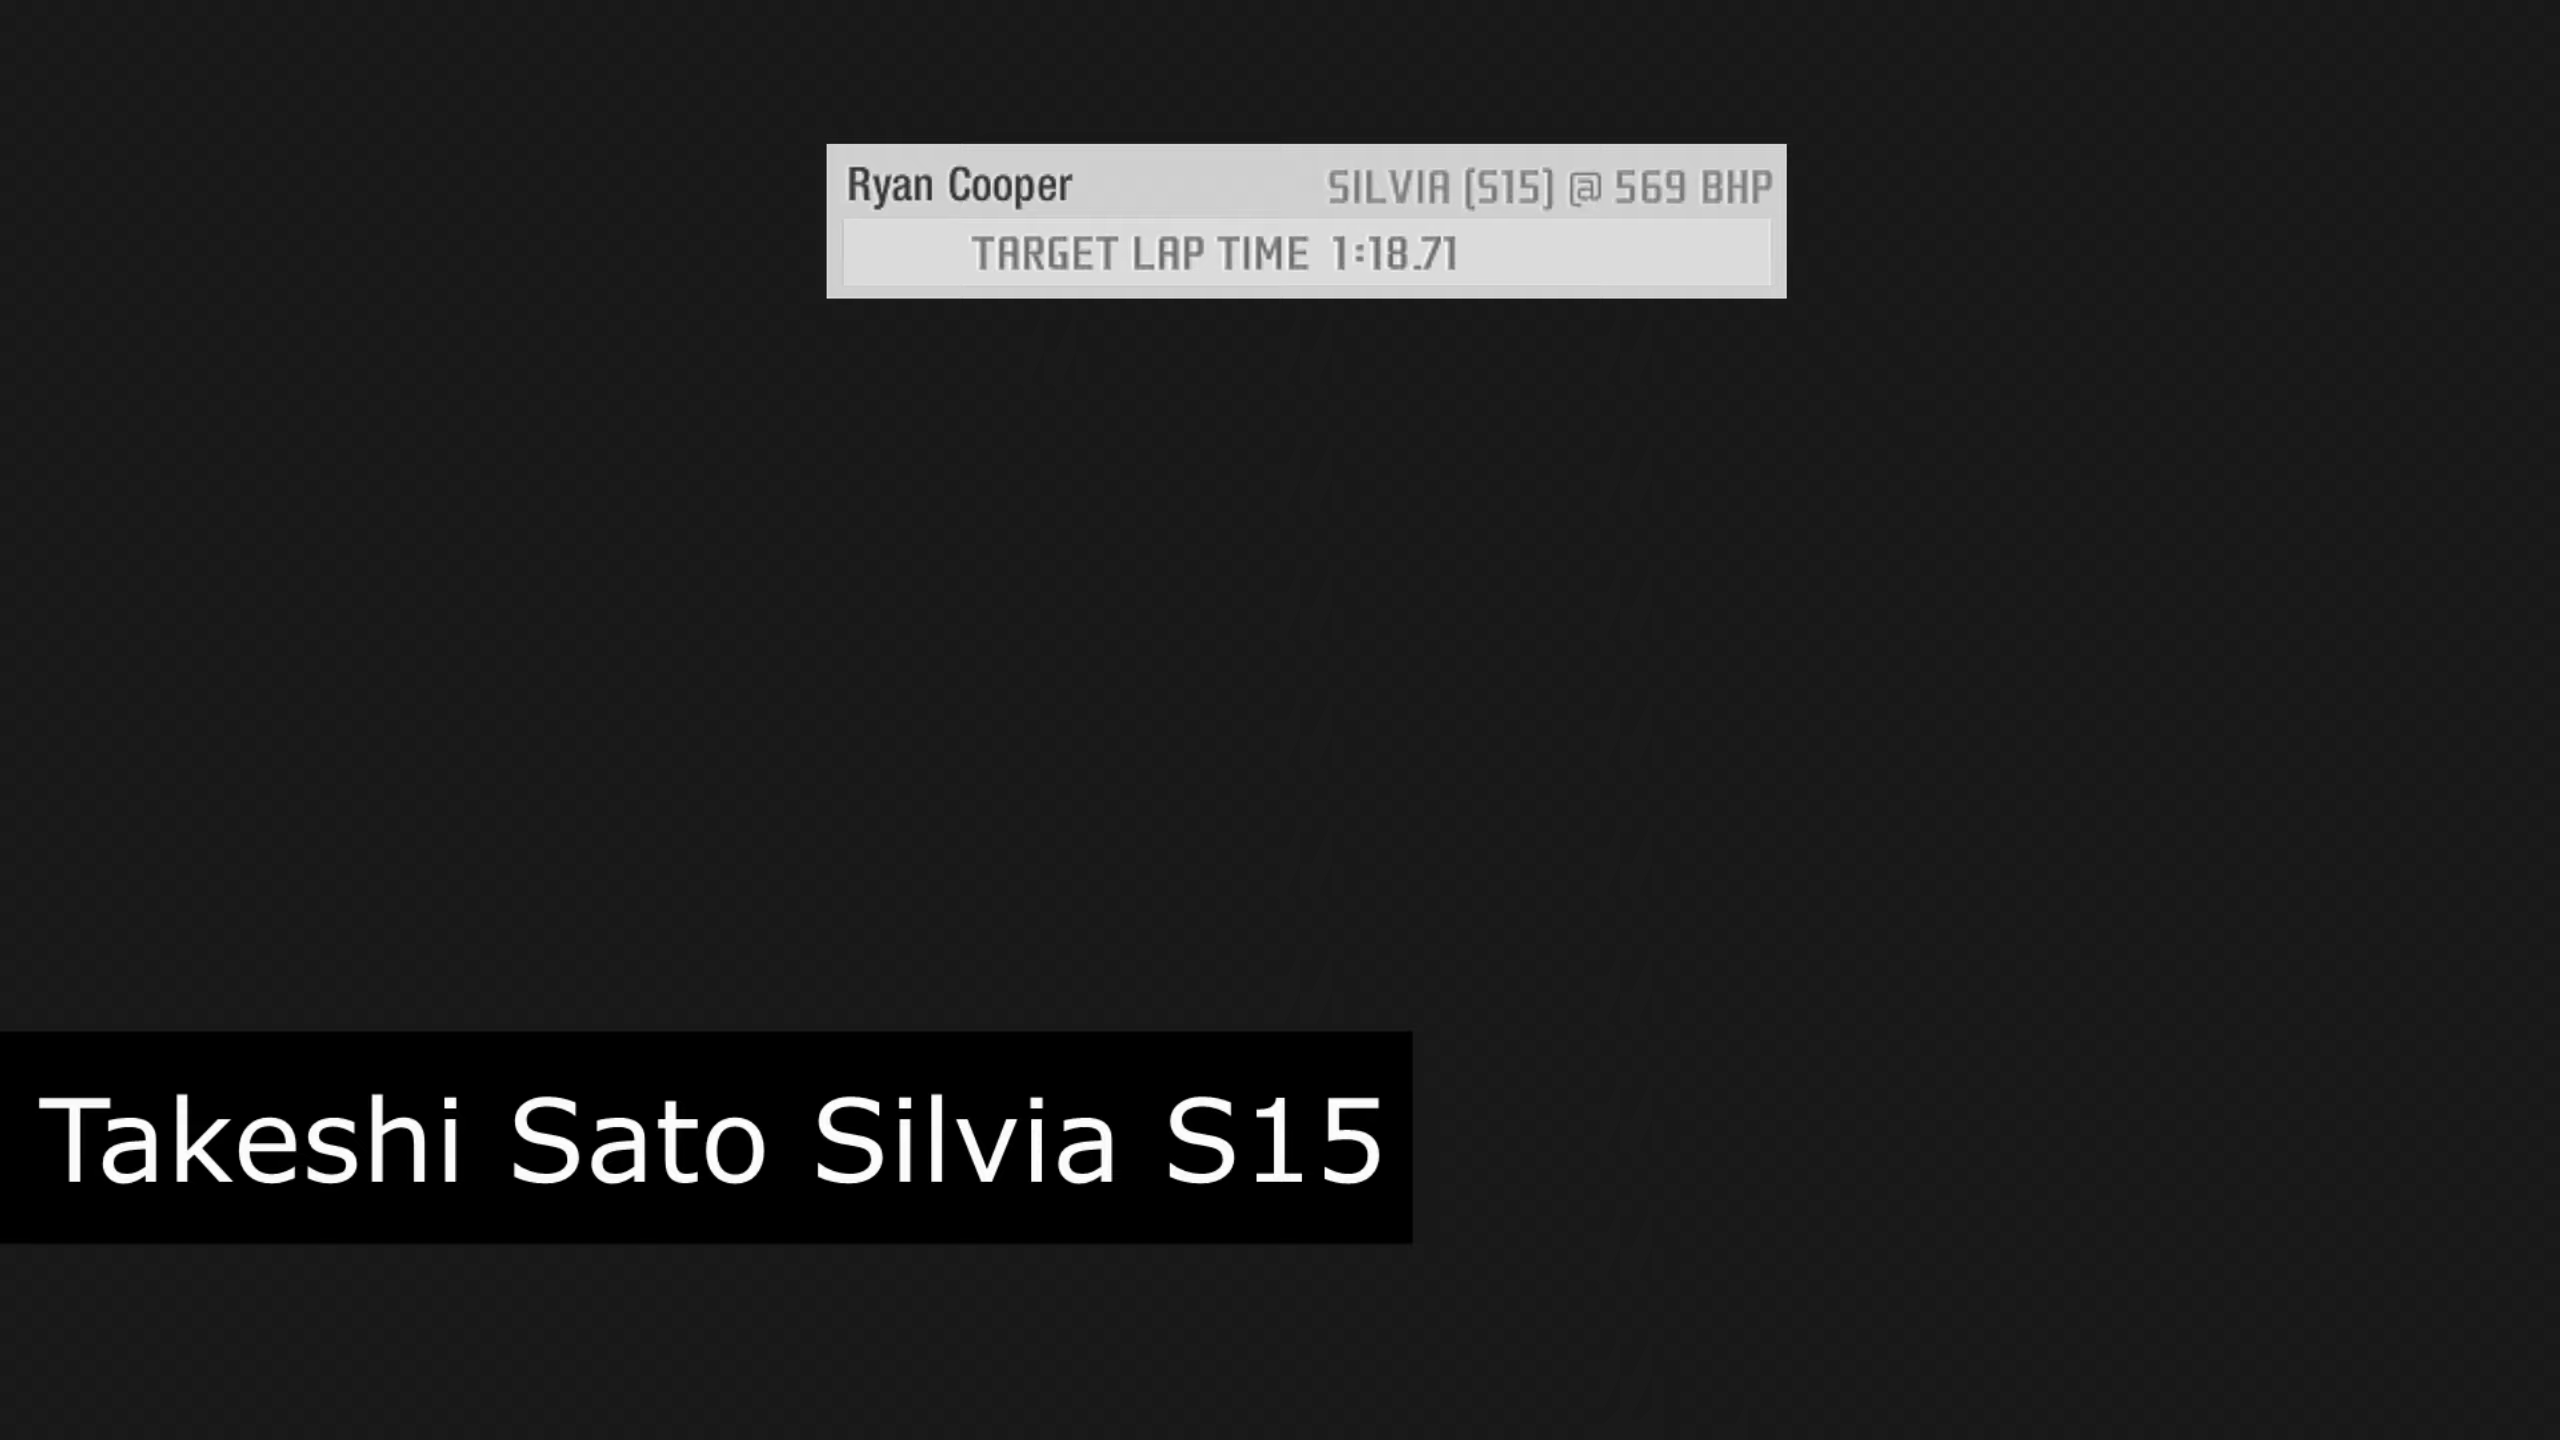 Ryan Cooper SILVIA (S15) @ 569 BHP
TARGET LAP TIME 1:18.71
Takeshi Sato Silvia S15